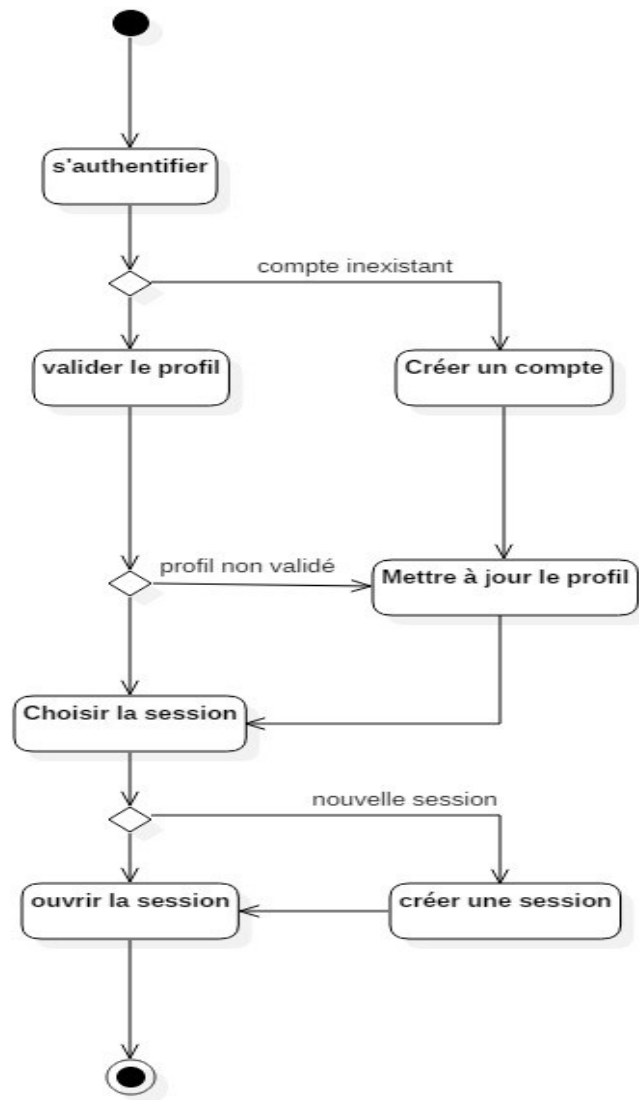 s'authentifier
compte inexistant
valider le profil
Créer un compte
profil non validé
Mettre à jour le profil
Choisir la session
nouvelle session
ouvrir la session
créer une session